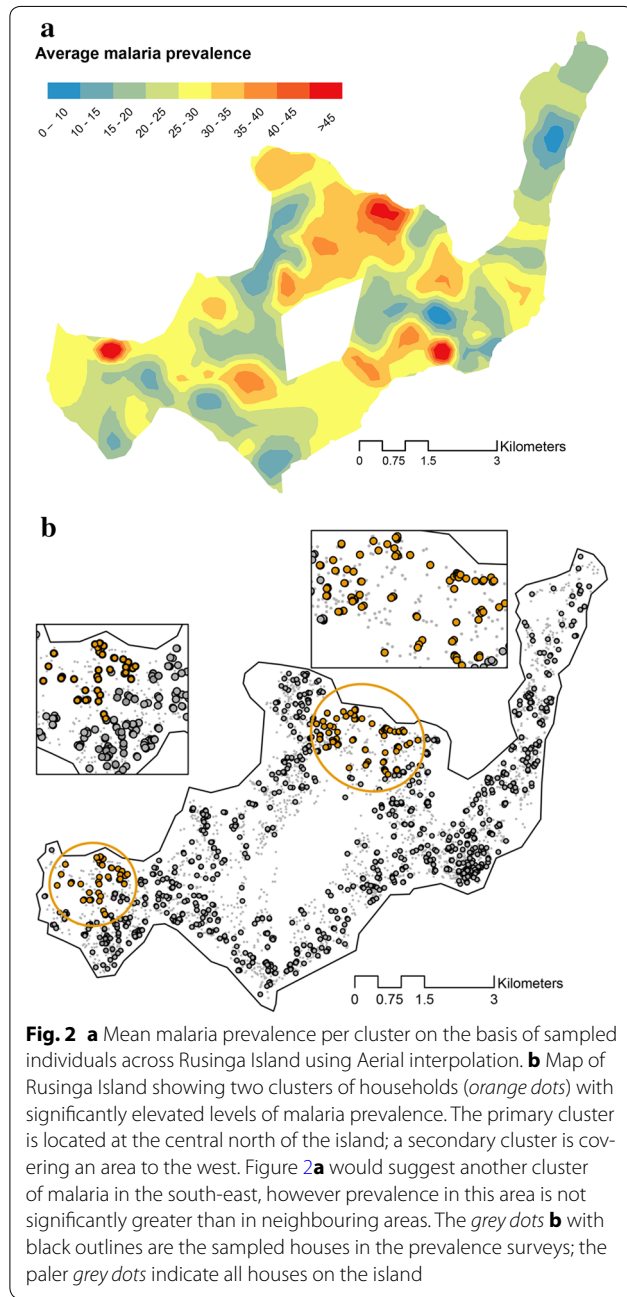 a
Average malaria prevalence
0 – 10
10 - 15
15 - 20
20 - 25
25 - 30
30 - 35
35 - 40
40 - 45
>45
Kilometers
0 0.75 1.5 3
b
Kilometers
0 0.75 1.5 3
Fig. 2 a Mean malaria prevalence per cluster on the basis of sampled
individuals across Rusinga Island using Aerial interpolation. b Map of
Rusinga Island showing two clusters of households (orange dots) with
significantly elevated levels of malaria prevalence. The primary cluster
is located at the central north of the island; a secondary cluster is cov-
ering an area to the west. Figure 2a would suggest another cluster
of malaria in the south-east, however prevalence in this area is not
significantly greater than in neighbouring areas. The grey dots b with
black outlines are the sampled houses in the prevalence surveys; the
paler grey dots indicate all houses on the island